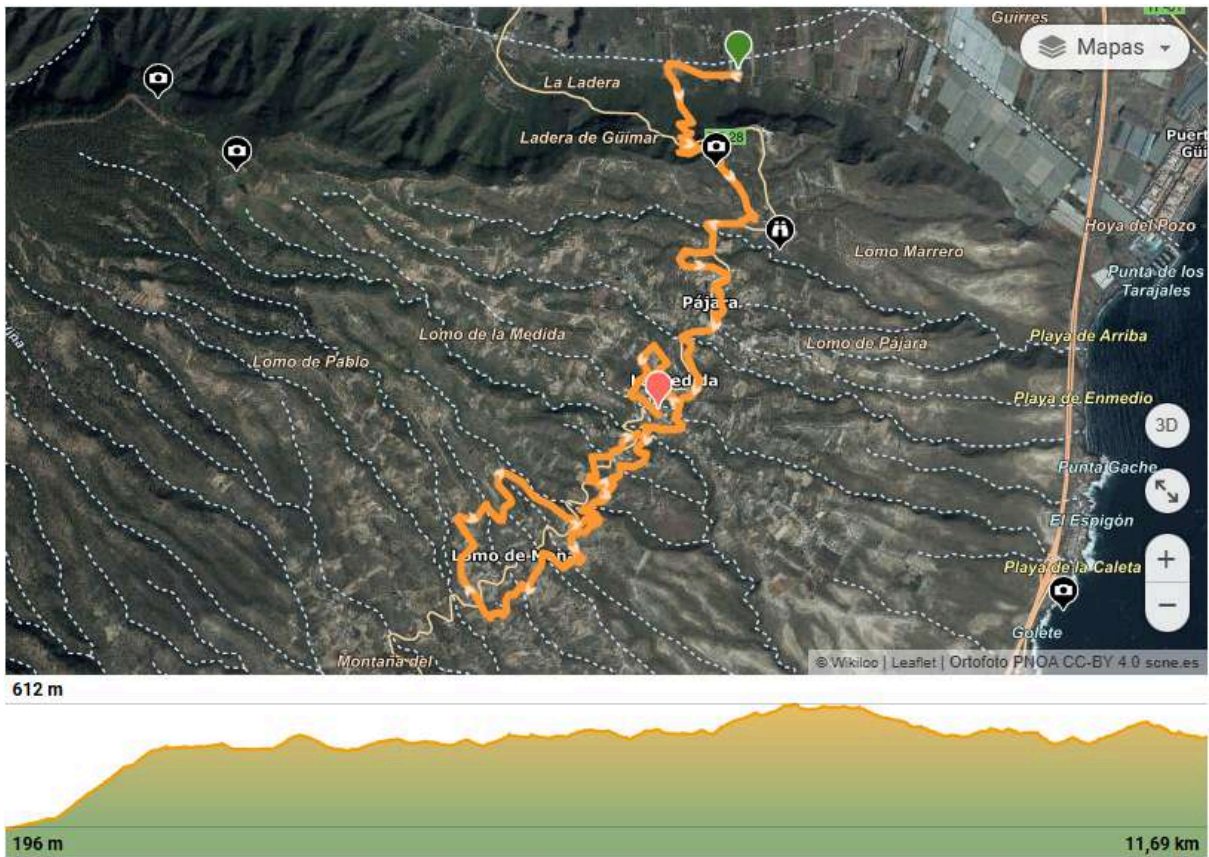 Guirres
Mapas
La Ladera
Ladera de Güímar
28
Puert
Güí
Hoya del Pozo
Lomo Marrero
Punta de los
Tarajales
Pájara
Lomo de la Medida
Lomo de Pájara
Playa de Arriba
Lomo de Pablo
Playa de Enmedio
3D
Punta Gache
El Espigón
Playa de la Caleta
Golete
Montaña del
© Wikiloc | Leaflet | Ortofoto PNOA CC-BY 4.0 scne.es
612 m
196 m
11,69 km